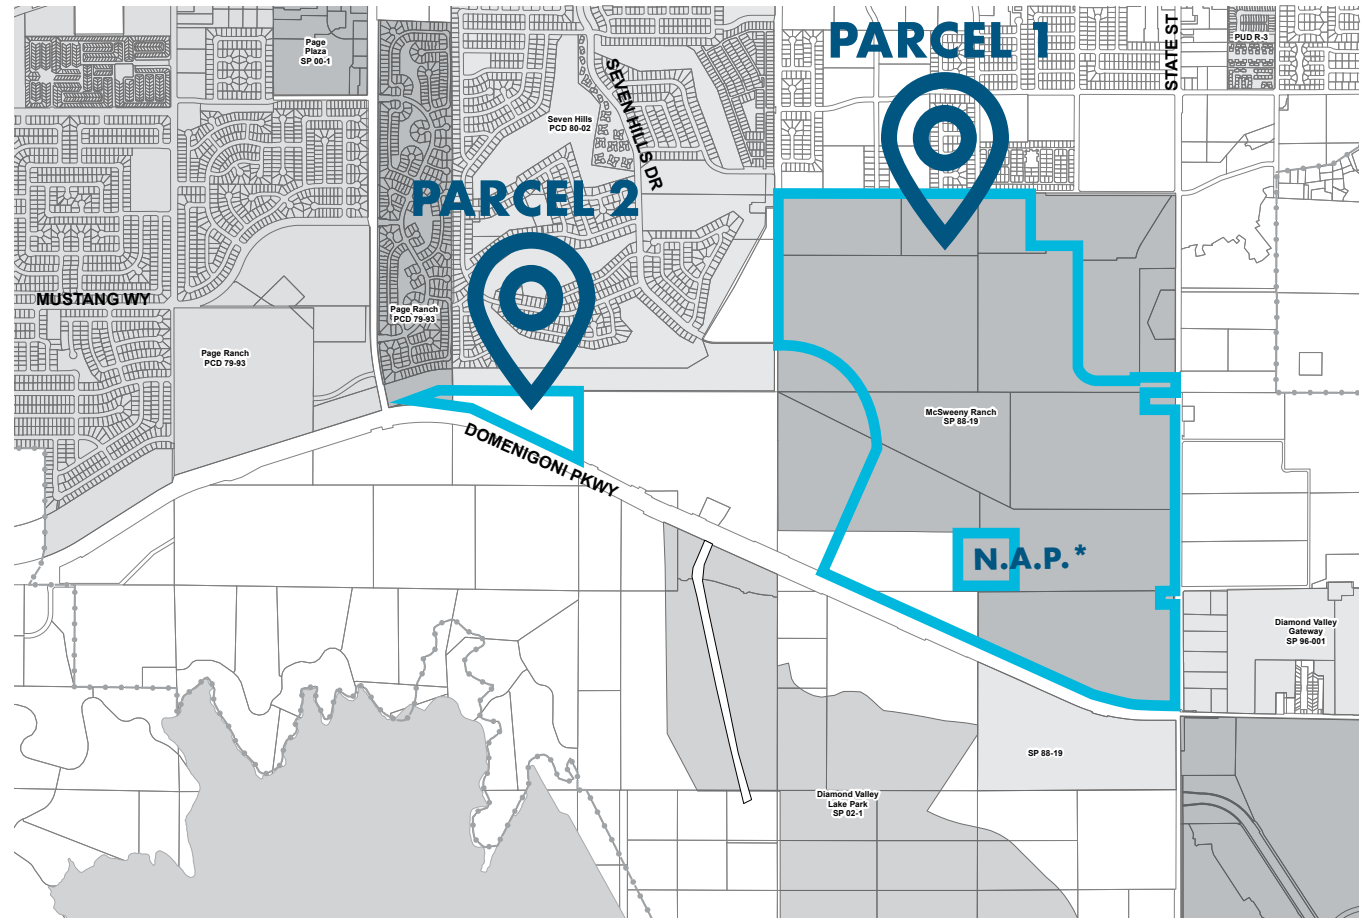 PARCEL 1
STATE ST
PUD R-3
Page
Plaza
SP 00-1
SEVEN HILLS DR
Seven Hills
PCD 80-02
PARCEL 2
MUSTANG WY
Page Ranch
PCD 79-93
Page Ranch
PCD 79-93
DOMENIGONI PKWY
McSweeny Ranch
SP 88-19
N.A.P.*
Diamond Valley
Gateway
SP 96-001
SP 88-19
Diamond Valley
Lake Park
SP 02-1